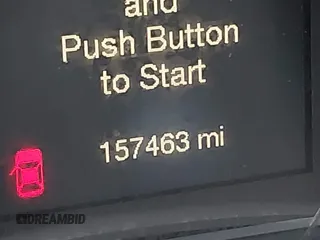 and
Push Button
to Start
157463 mi
DREAMBID